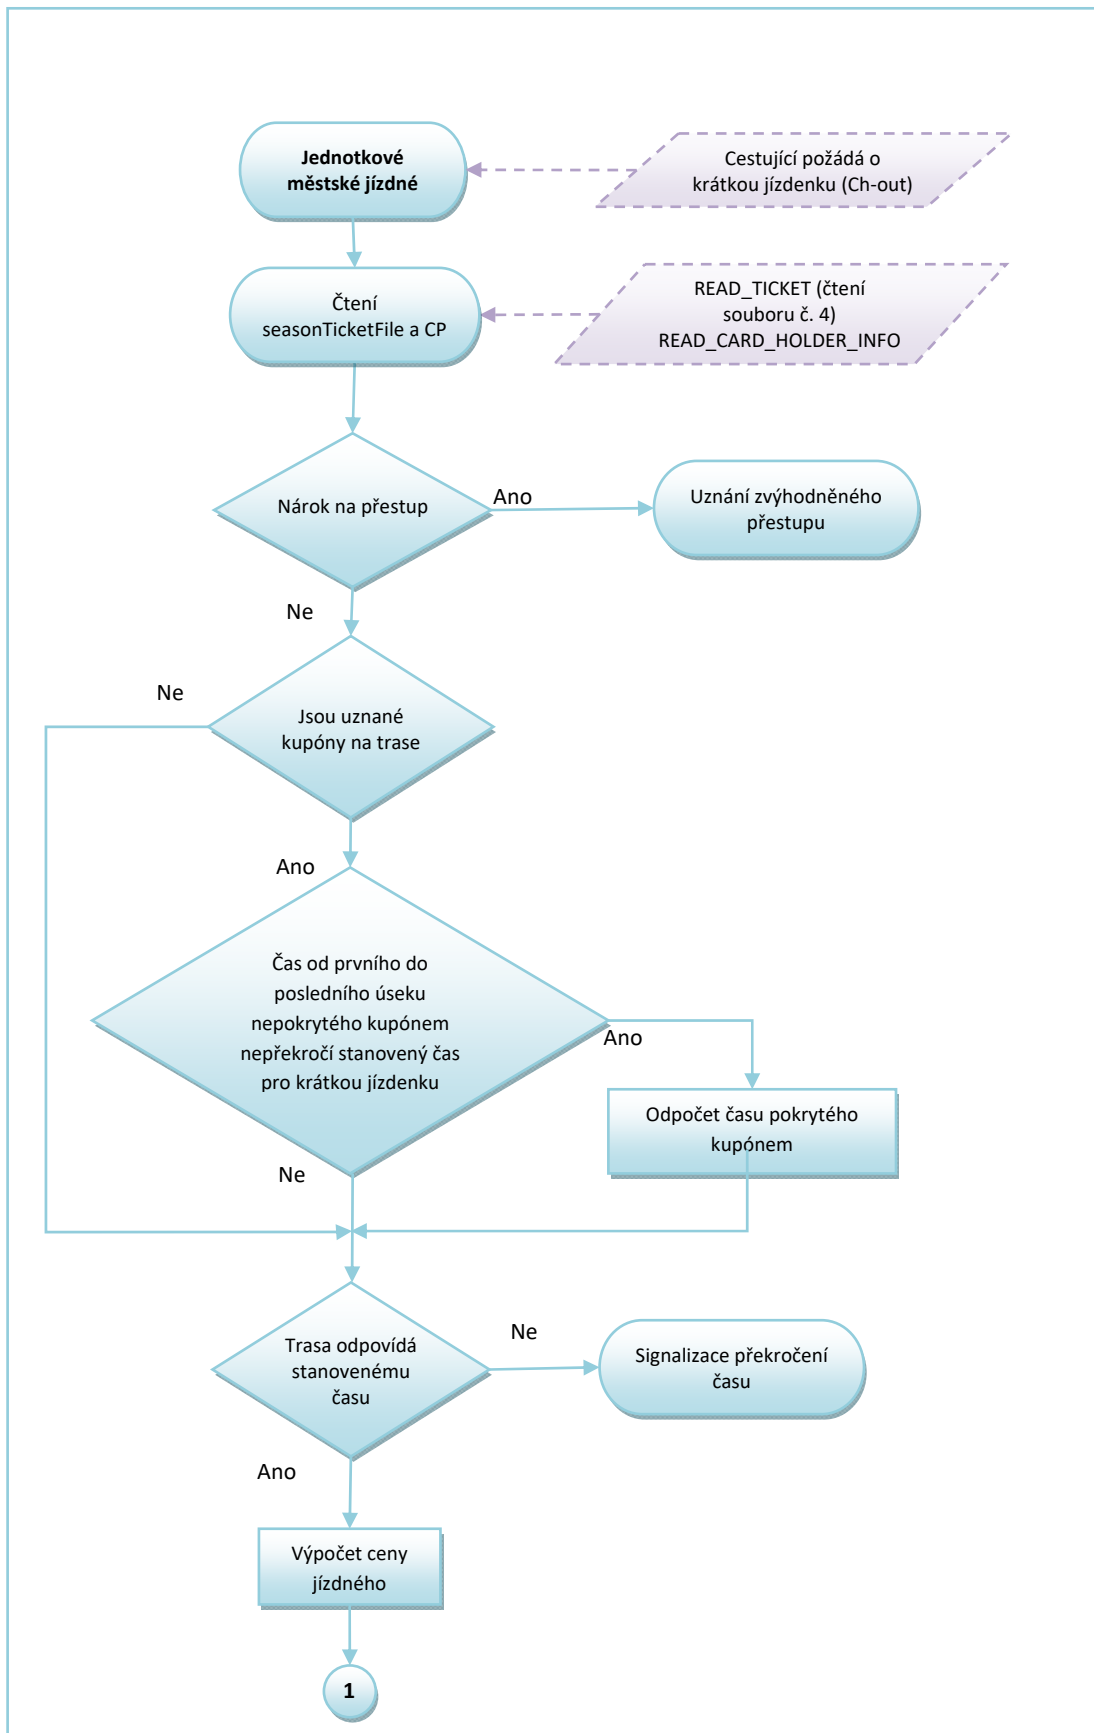 Jednotkové
městské jízdné
Cestující požádá o
krátkou jízdenku (Ch-out)
Čtení
seasonTicketFile a CP
READ_TICKET (čtení
souboru č. 4)
READ_CARD_HOLDER_INFO
Nárok na přestup
Ano
Uznání zvýhodněného
přestupu
Ne
Ne
Jsou uznané
kupóny na trase
Ano
Čas od prvního do
posledního úseku
nepokrytého kupónem
nepřekročí stanovený čas
pro krátkou jízdenku
Ano
Odpočet času pokrytého
kupónem
Ne
Trasa odpovídá
stanovenému
času
Ne
Signalizace překročení
času
Ano
Výpočet ceny
jízdného
1